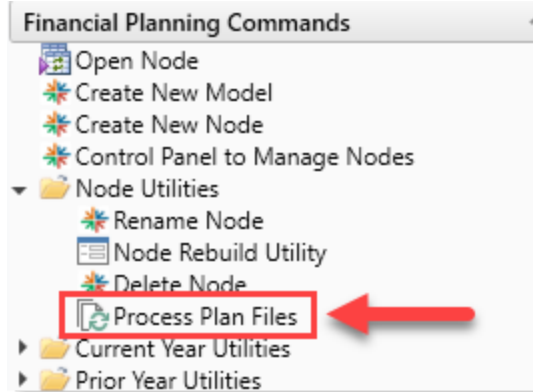 Financial Planning Commands
Open Node
Create New Model
Create New Node
Control Panel to Manage Nodes
Node Utilities
Rename Node
Node Rebuild Utility
Delete Node
Process Plan Files
Current Year Utilities
Prior Year Utilities